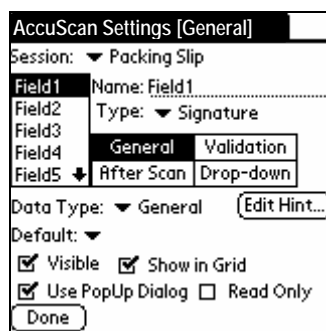 AccuScan Settings [General]
Session: Packing Slip
Field1 Name: Field1
Field2 Type: Signature
Field3
Field4 General Validation
Field5 After Scan Drop-down
Data Type: General Edit Hint...
Default:
Visible Show in Grid
Use PopUp Dialog Read Only
Done